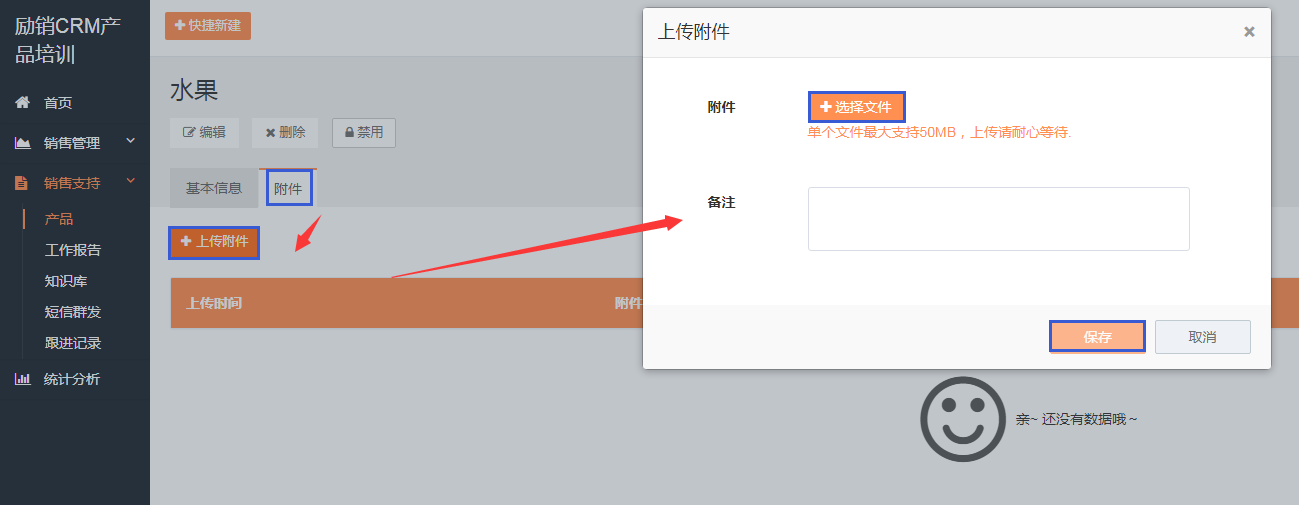 励销CRM产
品培训
首页
销售管理
销售支持
产品
工作报告
知识库
短信群发
跟进记录
统计分析
快捷新建
水果
编辑
删除
禁用
基本信息
附件
上传附件
上传时间
附件
上传附件
×
附件
选择文件
单个文件最大支持50MB，上传请耐心等待.
备注
保存
取消
亲~ 还没有数据哦 ~